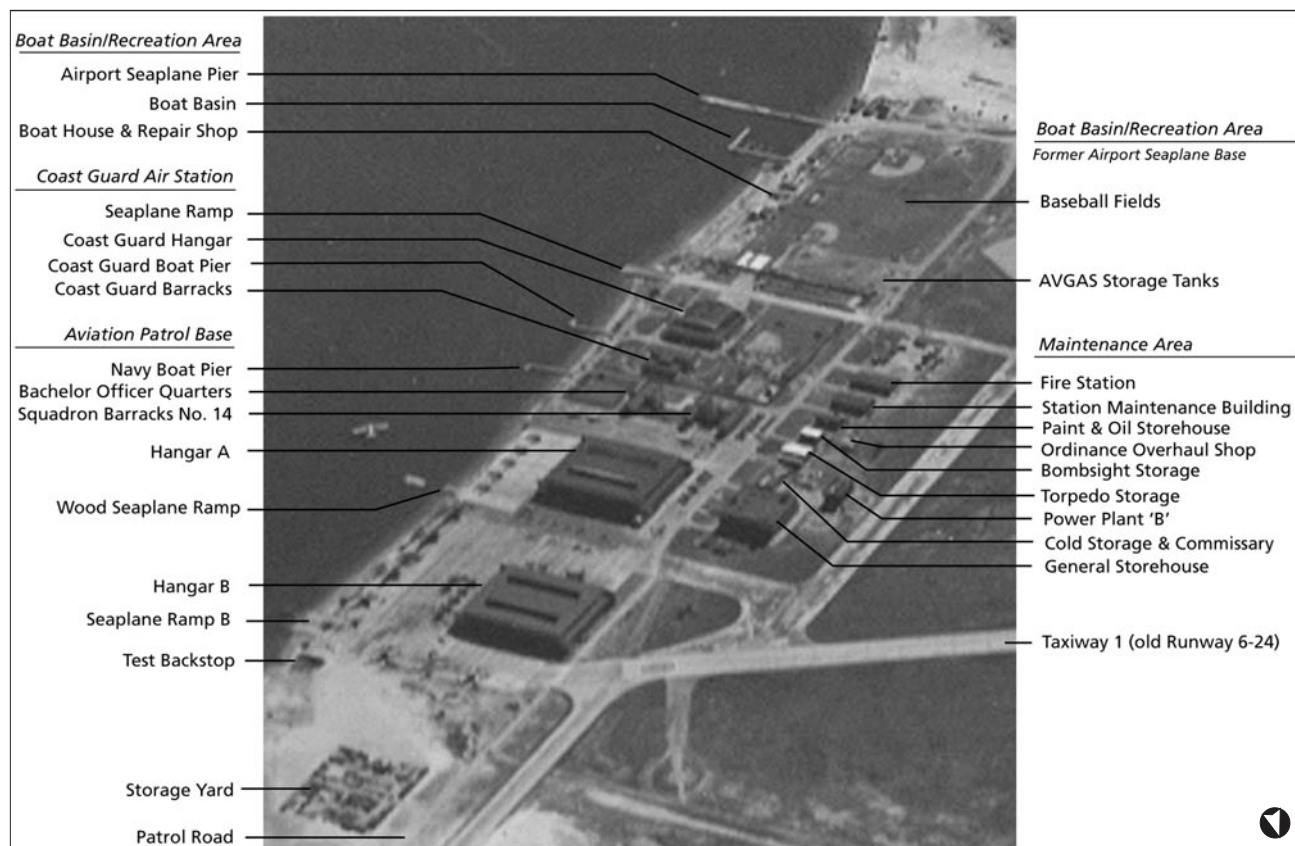 Boat Basin/Recreation Area
Airport Seaplane Pier
Boat Basin
Boat House & Repair Shop
Coast Guard Air Station
Seaplane Ramp
Coast Guard Hangar
Coast Guard Boat Pier
Coast Guard Barracks
Aviation Patrol Base
Navy Boat Pier
Bachelor Officer Quarters
Squadron Barracks No. 14
Hangar A
Wood Seaplane Ramp
Hangar B
Seaplane Ramp B
Test Backstop
Storage Yard
Patrol Road
Boat Basin/Recreation Area
Former Airport Seaplane Base
Baseball Fields
AVGAS Storage Tanks
Maintenance Area
Fire Station
Station Maintenance Building
Paint & Oil Storehouse
Ordinance Overhaul Shop
Bombsight Storage
Torpedo Storage
Power Plant ‘B’
Cold Storage & Commissary
General Storehouse
Taxiway 1 (old Runway 6-24)